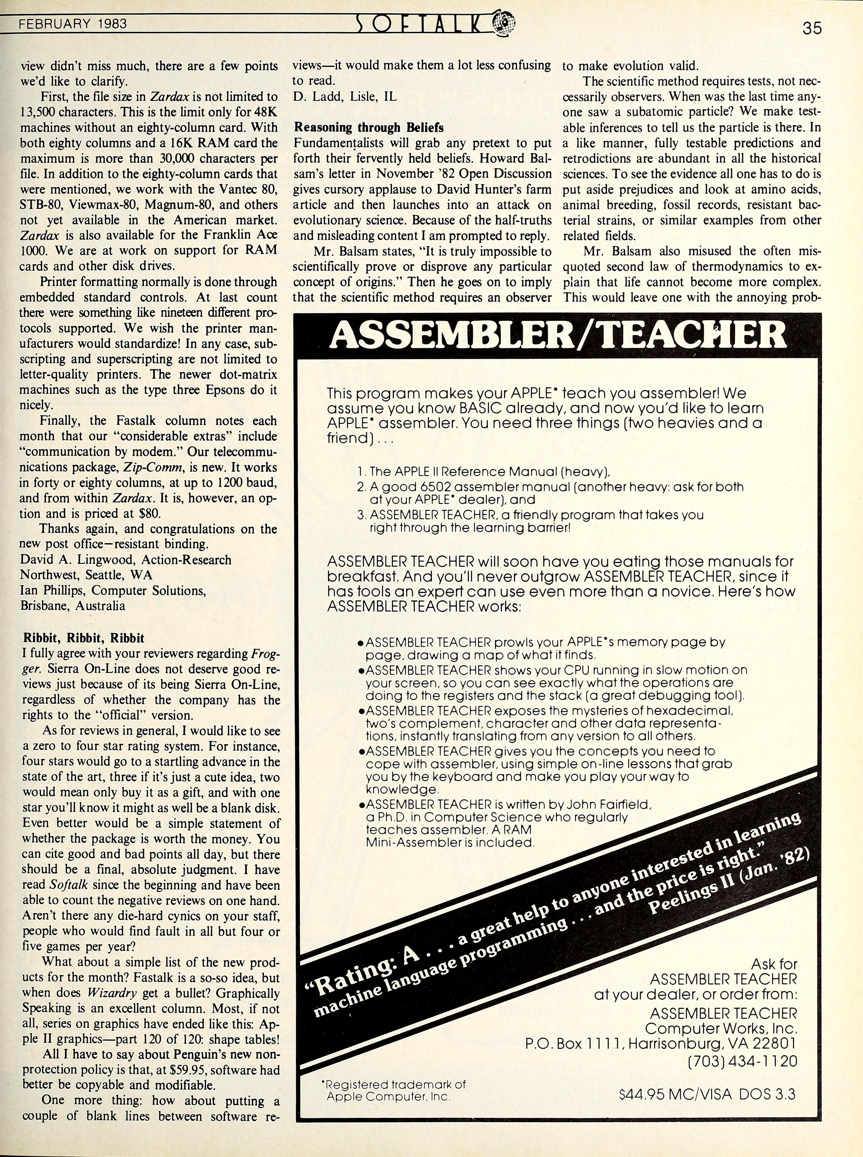 FEBRUARY 1983
SOFTALK
35
view didn't miss much, there are a few points
we'd like to clarify.
First, the file size in Zardax is not limited to
13,500 characters. This is the limit only for 48K
machines without an eighty-column card. With
both eighty columns and a 16K RAM card the
maximum is more than 30,000 characters per
file. In addition to the eighty-column cards that
were mentioned, we work with the Vantec 80,
STB-80, Viewmax-80, Magnum-80, and others
not yet available in the American market.
Zardax is also available for the Franklin Ace
1000. We are at work on support for RAM
cards and other disk drives.
Printer formatting normally is done through
embedded standard controls. At last count
there were something like nineteen different pro-
tocols supported. We wish the printer man-
ufacturers would standardize! In any case, sub-
scripting and superscripting are not limited to
letter-quality printers. The newer dot-matrix
machines such as the type three Epsons do it
nicely.
Finally, the Fastalk column notes each
month that our "considerable extras" include
"communication by modem." Our telecommu-
nications package, Zip-Comm, is new. It works
in forty or eighty columns, at up to 1200 baud,
and from within Zardax. It is, however, an op-
tion and is priced at $80.
Thanks again, and congratulations on the
new post office—resistant binding.
David A. Lingwood, Action-Research
Northwest, Seattle, WA
Ian Phillips, Computer Solutions,
Brisbane, Australia
Ribbit, Ribbit, Ribbit
I fully agree with your reviewers regarding Frog-
ger. Sierra On-Line does not deserve good re-
views just because of its being Sierra On-Line,
regardless of whether the company has the
rights to the "official" version.
As for reviews in general, I would like to see
a zero to four star rating system. For instance,
four stars would go to a startling advance in the
state of the art, three if it's just a cute idea, two
would mean only buy it as a gift, and with one
star you'll know it might as well be a blank disk.
Even better would be a simple statement of
whether the package is worth the money. You
can cite good and bad points all day, but there
should be a final, absolute judgment. I have
read Softalk since the beginning and have been
able to count the negative reviews on one hand.
Aren't there any die-hard cynics on your staff,
people who would find fault in all but four or
five games per year?
What about a simple list of the new prod-
ucts for the month? Fastalk is a so-so idea, but
when does Wizardry get a bullet? Graphically
Speaking is an excellent column. Most, if not
all, series on graphics have ended like this: Ap-
ple II graphics—part 120 of 120: shape tables!
All I have to say about Penguin's new non-
protection policy is that, at $59.95, software had
better be copyable and modifiable.
One more thing: how about putting a
couple of blank lines between software re-
views—it would make them a lot less confusing
to read.
D. Ladd, Lisle, IL
Reasoning through Beliefs
Fundamentalists will grab any pretext to put
forth their fervently held beliefs. Howard Bal-
sam's letter in November '82 Open Discussion
gives cursory applause to David Hunter's farm
article and then launches into an attack on
evolutionary science. Because of the half-truths
and misleading content I am prompted to reply.
Mr. Balsam states, "It is truly impossible to
scientifically prove or disprove any particular
concept of origins." Then he goes on to imply
that the scientific method requires an observer
to make evolution valid.
The scientific method requires tests, not nec-
cessarily observers. When was the last time any-
one saw a subatomic particle? We make test-
able inferences to tell us the particle is there. In
a like manner, fully testable predictions and
retrodictions are abundant in all the historical
sciences. To see the evidence all one has to do is
put aside prejudices and look at amino acids,
animal breeding, fossil records, resistant bac-
terial strains, or similar examples from other
related fields.
Mr. Balsam also misused the often mis-
quoted second law of thermodynamics to ex-
plain that life cannot become more complex.
This would leave one with the annoying prob-
ASSEMBLER/TEACHER
This program makes your APPLE* teach you assembler! We
assume you know BASIC already, and now you'd like to learn
APPLE* assembler. You need three things (two heavies and a
friend) . . .
1. The APPLE II Reference Manual (heavy),
2. A good 6502 assembler manual (another heavy: ask for both
at your APPLE* dealer), and
3. ASSEMBLER TEACHER, a friendly program that takes you
right through the learning barrier!
ASSEMBLER TEACHER will soon have you eating those manuals for
breakfast. And you'll never outgrow ASSEMBLER TEACHER, since it
has tools an expert can use even more than a novice. Here's how
ASSEMBLER TEACHER works:
•ASSEMBLER TEACHER prowls your APPLE*s memory page by
page, drawing a map of what it finds.
•ASSEMBLER TEACHER shows your CPU running in slow motion on
your screen, so you can see exactly what the operations are
doing to the registers and the stack (a great debugging tool).
•ASSEMBLER TEACHER exposes the mysteries of hexadecimal,
two's complement, character and other data representa-
tions, instantly translating from any version to all others.
•ASSEMBLER TEACHER gives you the concepts you need to
cope with assembler, using simple on-line lessons that grab
you by the keyboard and make you play your way to
knowledge.
•ASSEMBLER TEACHER is written by John Fairfield,
a Ph.D. in Computer Science who regularly
teaches assembler. A RAM
Mini-Assembler is included.
"Rating: A . . . a great help to anyone interested in learning
machine language programming . . . and the price is right."
Peelings II (Jan. '82)
Ask for
ASSEMBLER TEACHER
at your dealer, or order from:
ASSEMBLER TEACHER
Computer Works, Inc.
P.O. Box 1111, Harrisonburg, VA 22801
(703) 434-1120
*Registered trademark of
Apple Computer, Inc.
$44.95 MC/VISA DOS 3.3